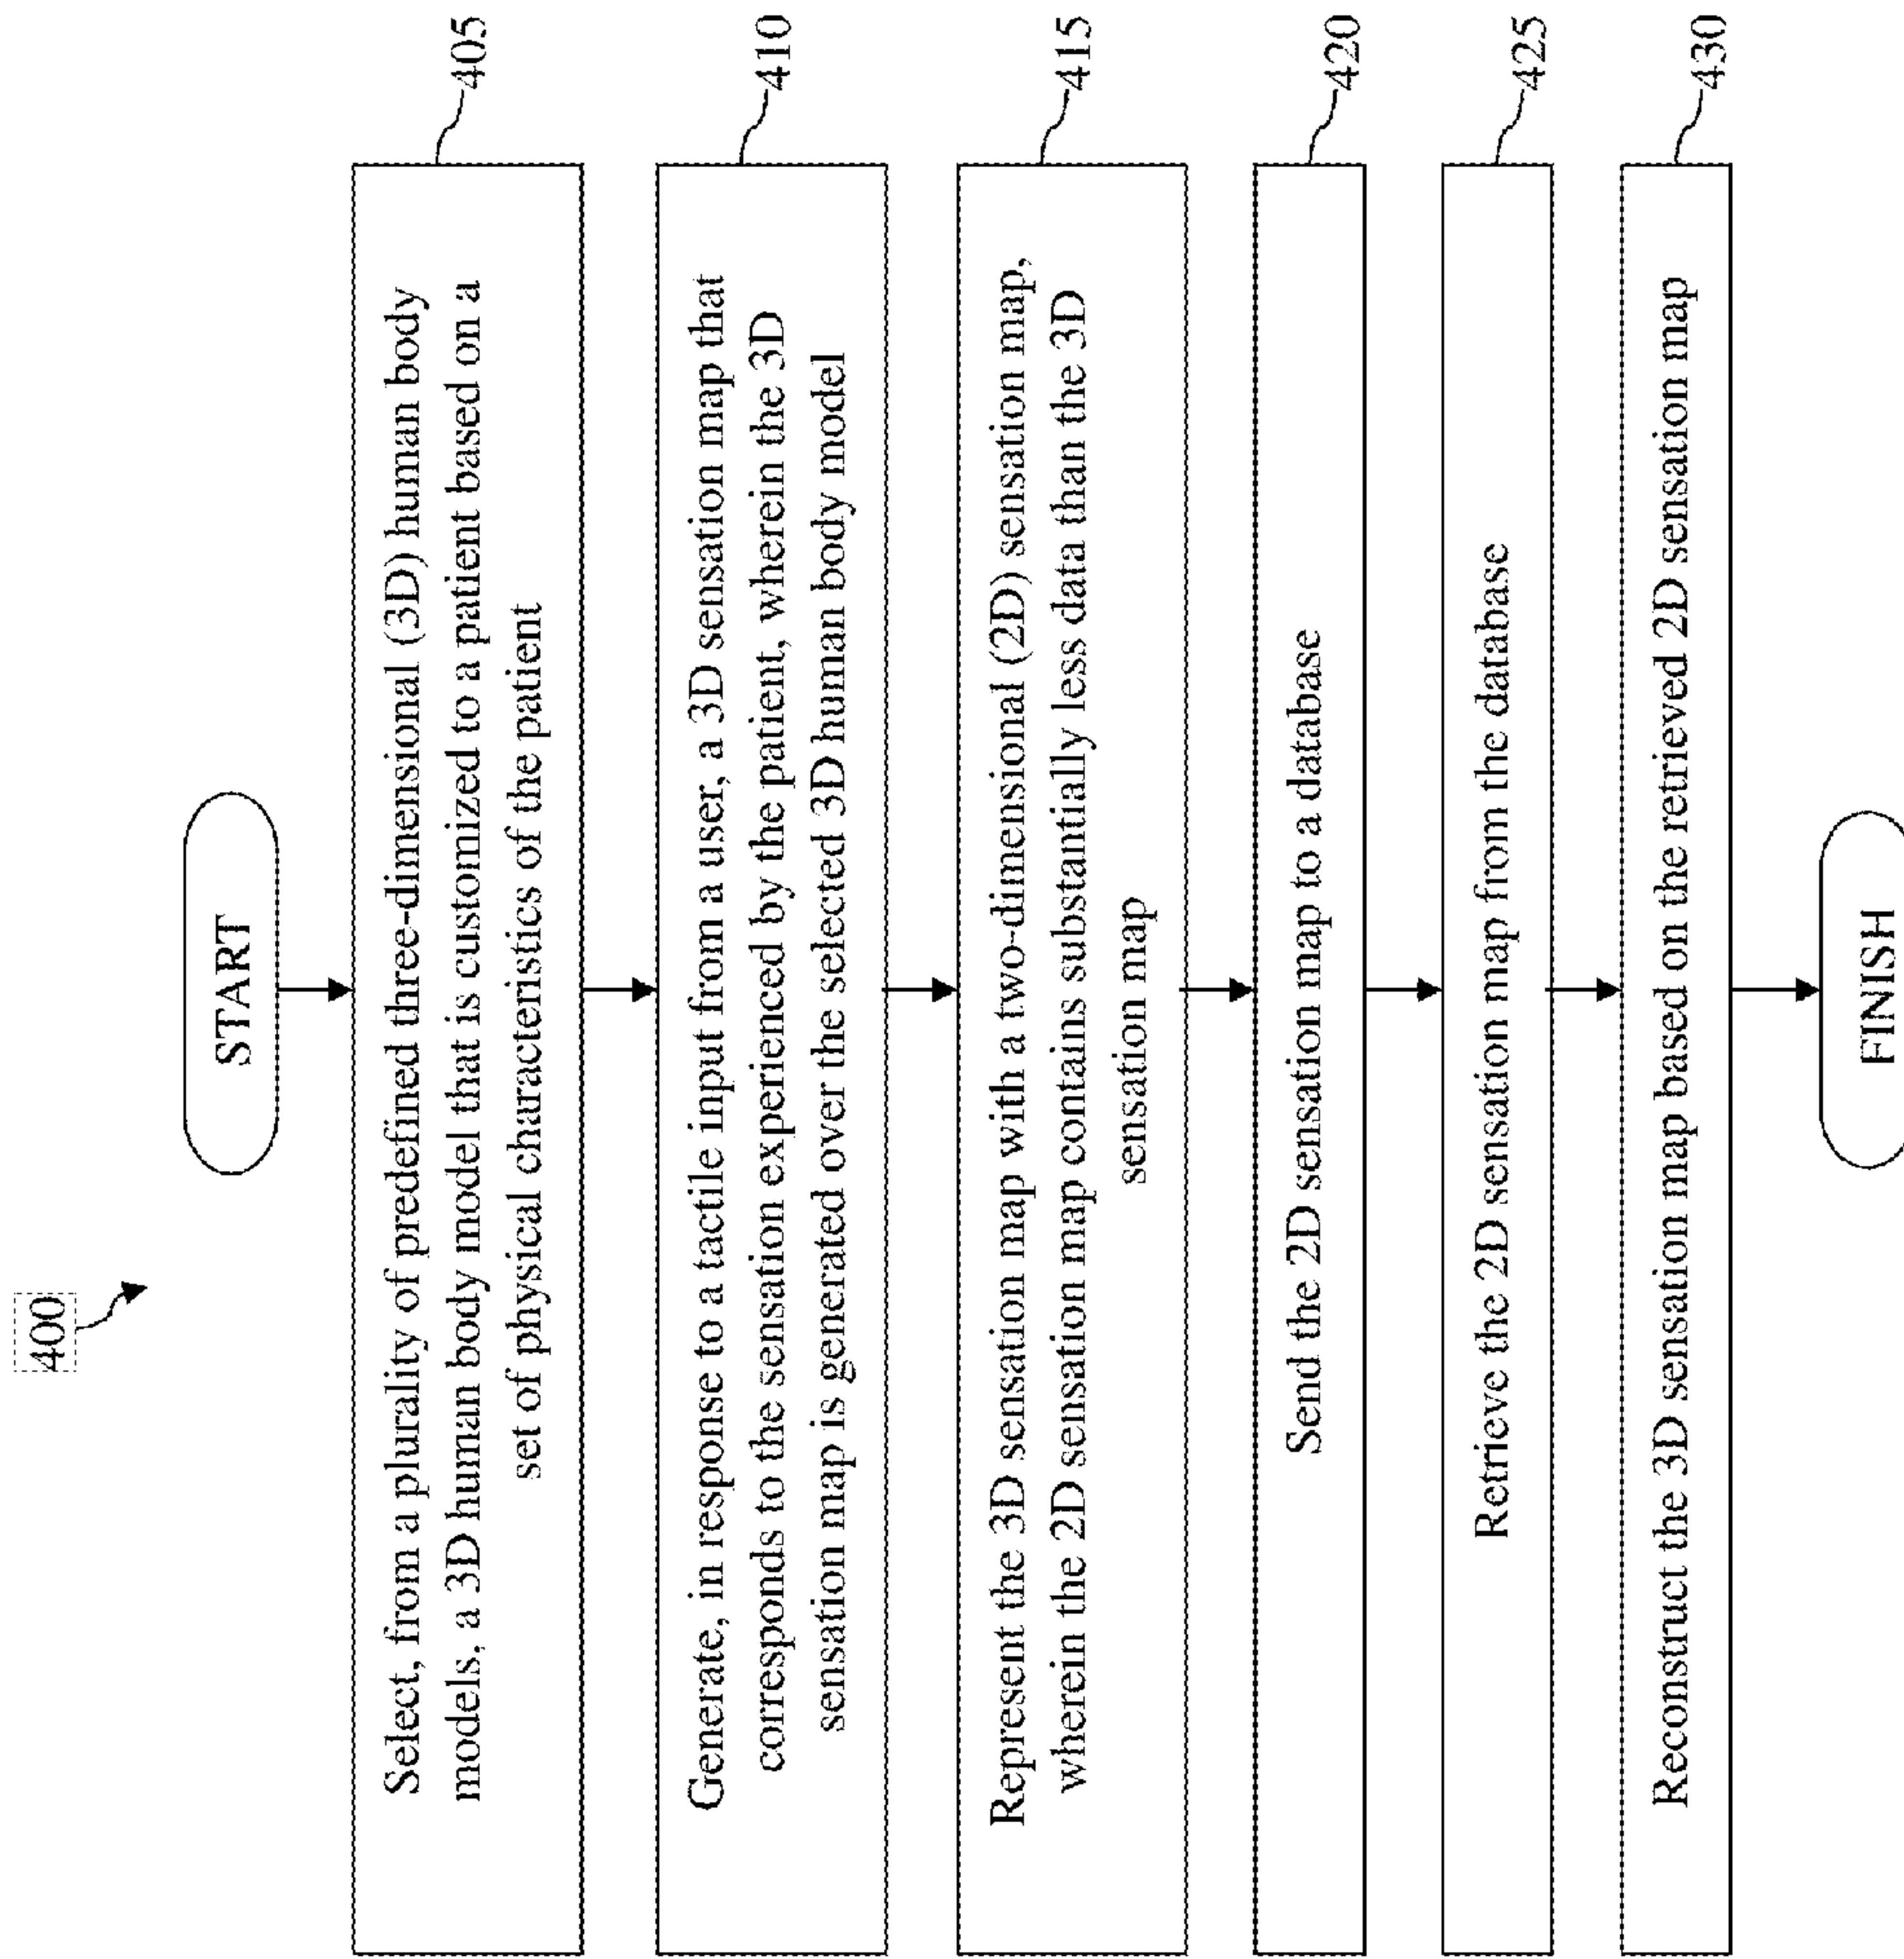 400
START
Select, from a plurality of predefined three-dimensional (3D) human body
models, a 3D human body model that is customized to a patient based on a
set of physical characteristics of the patient
405
Generate, in response to a tactile input from a user, a 3D sensation map that
corresponds to the sensation experienced by the patient, wherein the 3D
sensation map is generated over the selected 3D human body model
410
Represent the 3D sensation map with a two-dimensional (2D) sensation map,
wherein the 2D sensation map contains substantially less data than the 3D
sensation map
415
Send the 2D sensation map to a database
420
Retrieve the 2D sensation map from the database
425
Reconstruct the 3D sensation map based on the retrieved 2D sensation map
430
FINISH